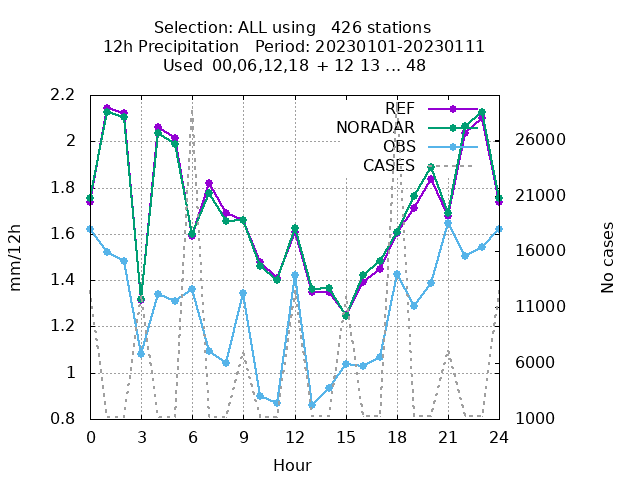 Selection: ALL using 426 stations
12h Precipitation Period: 20230101-20230111
Used 00,06,12,18 + 12 13 ... 48
mm/12h
2.2
2
1.8
1.6
1.4
1.2
1
0.8
REF
NORADAR
OBS
CASES
26000
21000
16000
11000
6000
1000
No cases
0 3 6 9 12 15 18 21 24
Hour